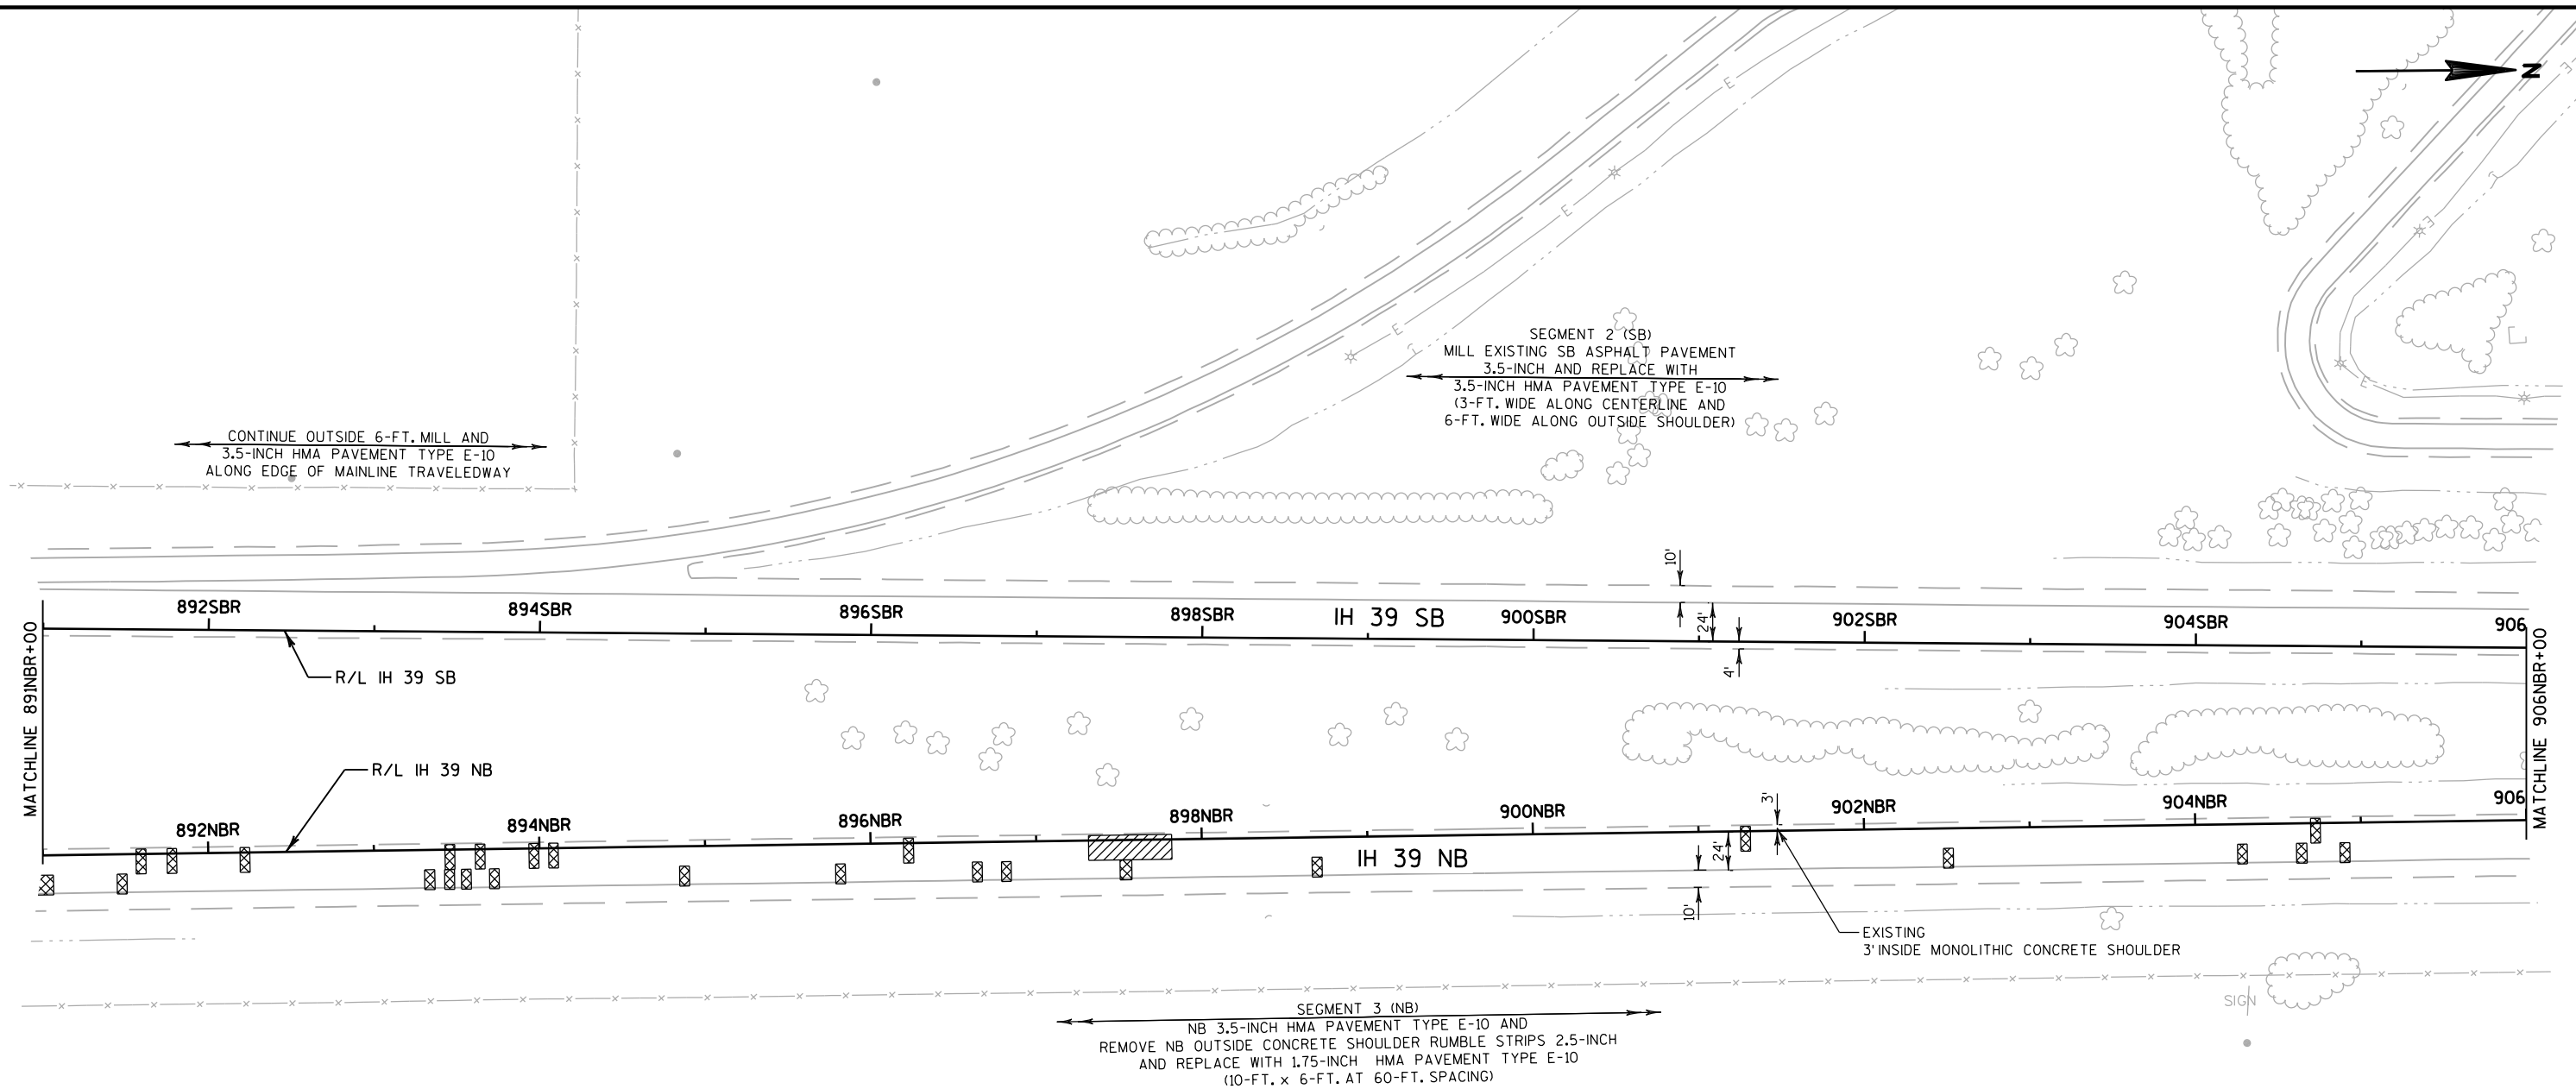 N
SEGMENT 2 (SB)
MILL EXISTING SB ASPHALT PAVEMENT
3.5-INCH AND REPLACE WITH
3.5-INCH HMA PAVEMENT TYPE E-10
(3-FT. WIDE ALONG CENTERLINE AND
6-FT. WIDE ALONG OUTSIDE SHOULDER)
CONTINUE OUTSIDE 6-FT. MILL AND
3.5-INCH HMA PAVEMENT TYPE E-10
ALONG EDGE OF MAINLINE TRAVELEDWAY
E
E
E
E
E
E
10'
24'
4'
892SBR
894SBR
896SBR
898SBR
IH 39 SB
900SBR
902SBR
904SBR
906
R/L IH 39 SB
MATCHLINE 891NBR+00
MATCHLINE 906NBR+00
R/L IH 39 NB
892NBR
894NBR
896NBR
898NBR
900NBR
902NBR
904NBR
906
3'
24'
10'
IH 39 NB
EXISTING
3' INSIDE MONOLITHIC CONCRETE SHOULDER
SIGN
SEGMENT 3 (NB)
NB 3.5-INCH HMA PAVEMENT TYPE E-10 AND
REMOVE NB OUTSIDE CONCRETE SHOULDER RUMBLE STRIPS 2.5-INCH
AND REPLACE WITH 1.75-INCH HMA PAVEMENT TYPE E-10
(10-FT. x 6-FT. AT 60-FT. SPACING)